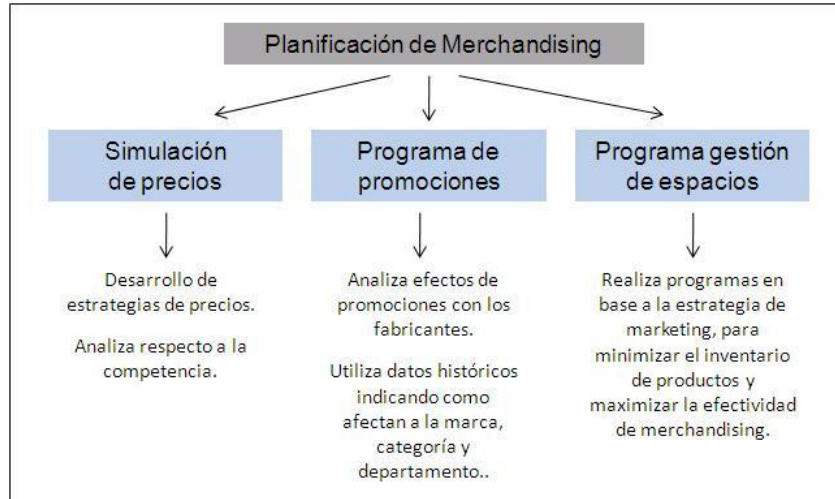 Planificación de Merchandising
Simulación
de precios
Programa de
promociones
Programa gestión
de espacios
Desarrollo de
estrategias de precios.
Analiza respecto a la
competencia.
Analiza efectos de
promociones con los
fabricantes.
Utiliza datos históricos
indicando como
afectan a la marca,
categoría y
departamento..
Realiza programas en
base a la estrategia de
marketing, para
minimizar el inventario
de productos y
maximizar la efectividad
de merchandising.